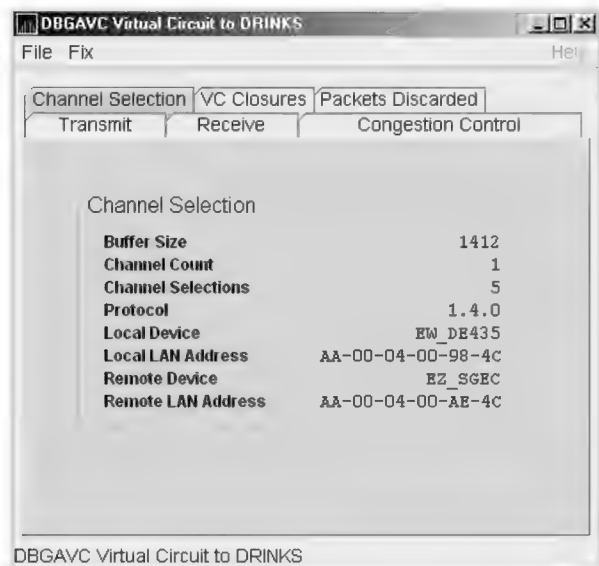 DBGAVC Virtual Circuit to DRINKS
File Fix
Channel Selection VC Closures Packets Discarded
Transmit Receive Congestion Control
Channel Selection
Buffer Size 1412
Channel Count 1
Channel Selections 5
Protocol 1.4.0
Local Device EW_DE435
Local LAN Address AA-00-04-00-98-4C
Remote Device EZ_SGEC
Remote LAN Address AA-00-04-00-AE-4C
DBGAVC Virtual Circuit to DRINKS